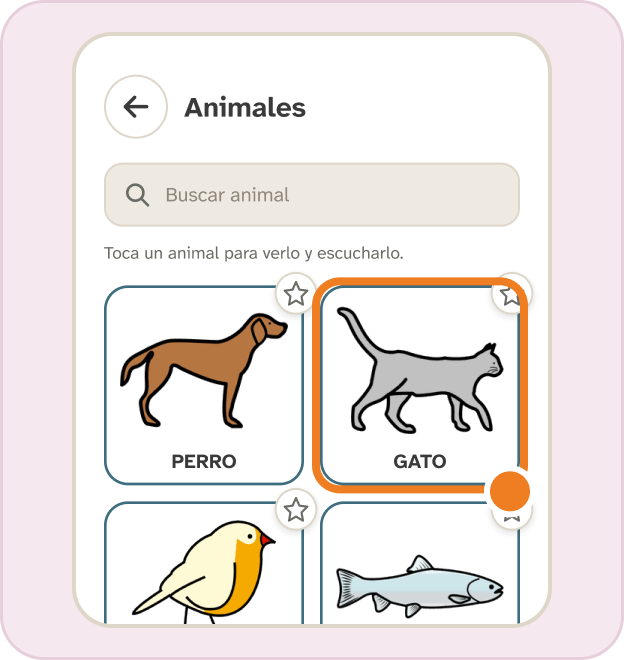 Animales
Buscar animal
Toca un animal para verlo y escucharlo.
PERRO
GATO